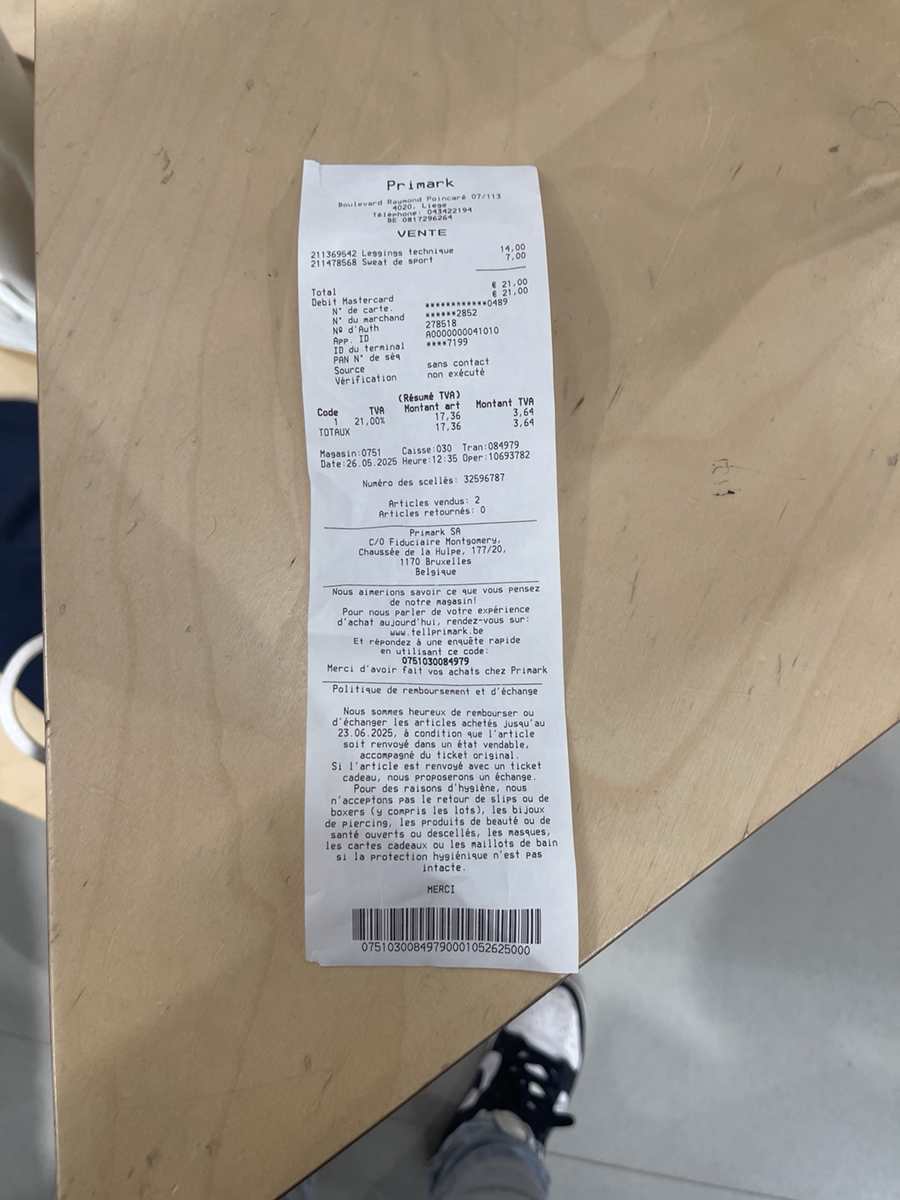 Primark
Boulevard Raymond Poincaré 07/113
4020, Liege
Téléphone: 043422194
BE 0817296264
VENTE
211369542 Leggings technique 14,00
211478568 Sweat de sport 7,00
Total € 21,00
Debit Mastercard € 21,00
N° de carte. ************0489
N° du marchand ******2852
Nº d'Auth 278518
App. ID A0000000041010
ID du terminal ****7199
PAN N° de séq
Source sans contact
Vérification non exécuté
(Résumé TVA)
Code TVA Montant art Montant TVA
1 21,00% 17,36 3,64
TOTAUX 17,36 3,64
Magasin:0751 Caisse:030 Tran:084979
Date:26.05.2025 Heure:12:35 Oper:10693782
Numéro des scellés: 32596787
Articles vendus: 2
Articles retournés: 0
Primark SA
C/O Fiduciaire Montgomery,
Chaussée de la Hulpe, 177/20,
1170 Bruxelles
Belgique
Nous aimerions savoir ce que vous pensez
de notre magasin!
Pour nous parler de votre expérience
d'achat aujourd'hui, rendez-vous sur:
www.tellprimark.be
Et répondez à une enquête rapide
en utilisant ce code:
0751030084979
Merci d'avoir fait vos achats chez Primark
Politique de remboursement et d'échange
Nous sommes heureux de rembourser ou
d'échanger les articles achetés jusqu'au
23.06.2025, à condition que l'article
soit renvoyé dans un état vendable,
accompagné du ticket original.
Si l'article est renvoyé avec un ticket
cadeau, nous proposerons un échange.
Pour des raisons d'hygiène, nous
n'acceptons pas le retour de slips ou de
boxers (y compris les lots), les bijoux
de piercing, les produits de beauté ou de
santé ouverts ou descellés, les masques,
les cartes cadeaux ou les maillots de bain
si la protection hygiénique n'est pas
intacte.
MERCI
07510300849790001052625000